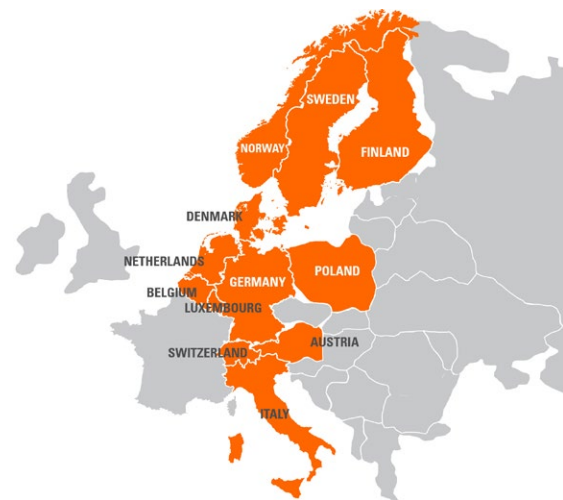 SWEDEN
NORWAY
FINLAND
DENMARK
NETHERLANDS
GERMANY
POLAND
BELGIUM
LUXEMBOURG
AUSTRIA
SWITZERLAND
ITALY